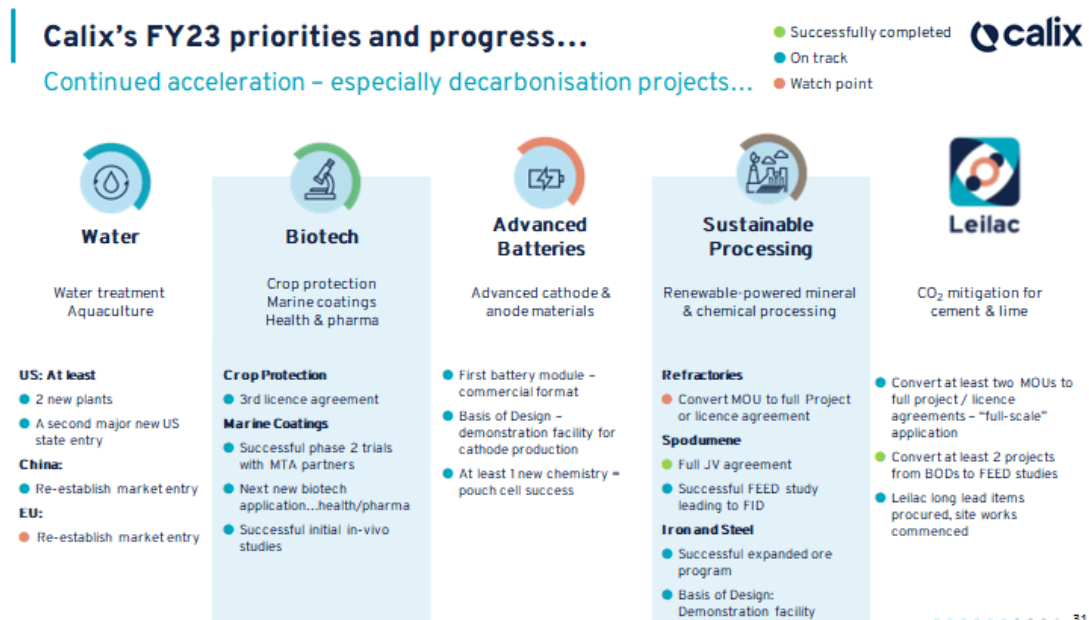 Calix's FY23 priorities and progress...
Continued acceleration – especially decarbonisation projects...
Successfully completed
On track
Watch point
calix
Water
Water treatment
Aquaculture
US: At least
2 new plants
A second major new US
state entry
China:
Re-establish market entry
EU:
Re-establish market entry
Biotech
Crop protection
Marine coatings
Health & pharma
Crop Protection
3rd licence agreement
Marine Coatings
Successful phase 2 trials
with MTA partners
Next new biotech
application...health/pharma
Successful initial in-vivo
studies
Advanced
Batteries
Advanced cathode &
anode materials
First battery module –
commercial format
Basis of Design –
demonstration facility for
cathode production
At least 1 new chemistry =
pouch cell success
Sustainable
Processing
Renewable-powered mineral
& chemical processing
Refractories
Convert MOU to full Project
or licence agreement
Spodumene
Full JV agreement
Successful FEED study
leading to FID
Iron and Steel
Successful expanded ore
program
Basis of Design:
Demonstration facility
Leilac
CO₂ mitigation for
cement & lime
Convert at least two MOUs to
full project / licence
agreements – "full-scale"
application
Convert at least 2 projects
from BODs to FEED studies
Leilac long lead items
procured, site works
commenced
31